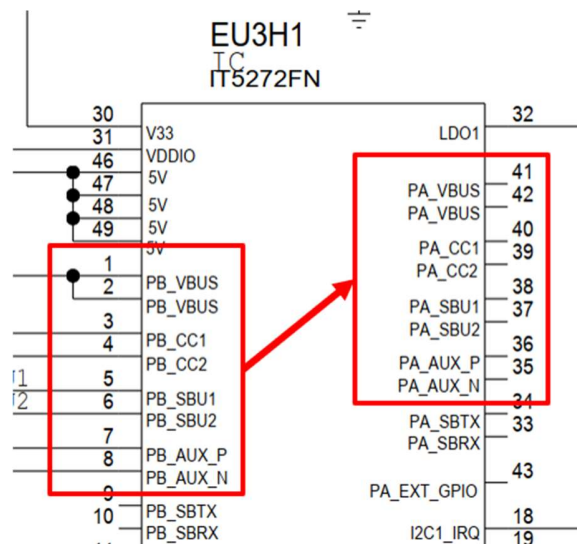 EU3H1
IC
IT5272FN
30
V33
31
VDDIO
46
5V
47
5V
48
5V
49
5V
1
PB_VBUS
2
PB_VBUS
3
PB_CC1
4
PB_CC2
5
PB_SBU1
6
PB_SBU2
7
PB_AUX_P
8
PB_AUX_N
9
PB_SBTX
10
PB_SBRX
32
LDO1
41
PA_VBUS
42
PA_VBUS
40
PA_CC1
39
PA_CC2
38
PA_SBU1
37
PA_SBU2
36
PA_AUX_P
35
PA_AUX_N
34
PA_SBTX
33
PA_SBRX
43
PA_EXT_GPIO
18
I2C1_IRQ
19